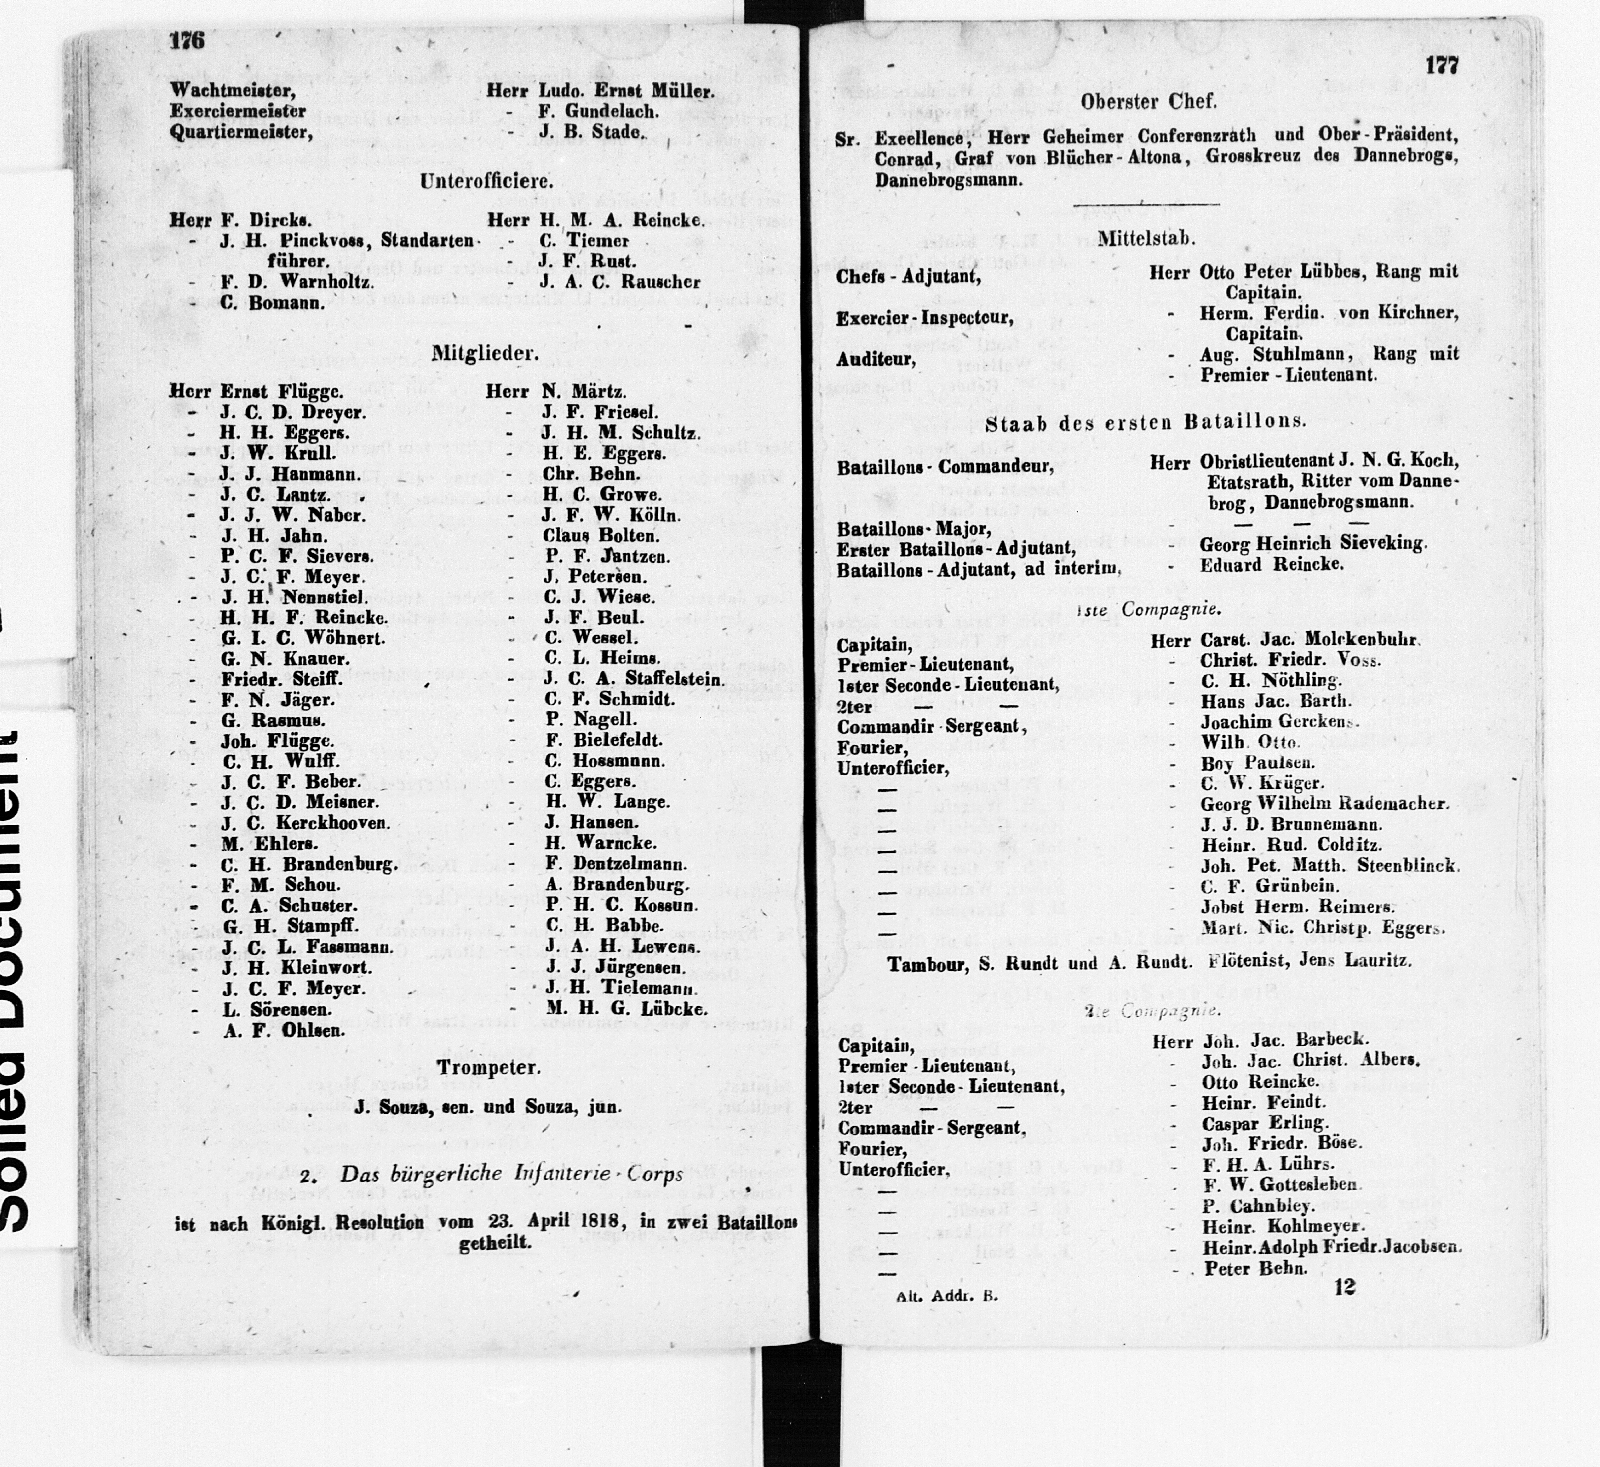 176
Wachtmeister, Herr Ludo. Ernst Müller.
Exerciermeister - F. Gundelach.
Quartiermeister, - J. B. Stade.
Unterofficiere.
Herr F. Dircks. Herr H. M. A. Reincke.
- J. H. Pinckvoss, Standarten- - C. Tiemer
führer. - J. F. Rust.
- F. D. Warnholtz. - J. A. C. Rauscher
- C. Bomann.
Mitglieder.
Herr Ernst Flügge. Herr N. Märtz.
- J. C. D. Dreyer. - J. F. Friesel.
- H. H. Eggers. - J. H. M. Schultz.
- J. W. Krull. - H. E. Eggers.
- J. J. Hanmann. - Chr. Behn.
- J. C. Lantz. - H. C. Growe.
- J. J. W. Naber. - J. F. W. Kölln.
- J. H. Jahn. - Claus Bolten.
- P. C. F. Sievers. - P. F. Jantzen.
- J. C. F. Meyer. - J. Petersen.
- J. H. Nennstiel. - C. J. Wiese.
- H. H. F. Reincke. - J. F. Beul.
- G. I. C. Wöhnert. - C. Wessel.
- G. N. Knauer. - C. L. Heims.
- Friedr. Steiff. - J. C. A. Staffelstein.
- F. N. Jäger. - C. F. Schmidt.
- G. Rasmus. - P. Nagell.
- Joh. Flügge. - F. Bielefeldt.
- C. H. Wulff. - C. Hossmann.
- J. C. F. Beber. - C. Eggers.
- J. C. D. Meisner. - H. W. Lange.
- J. C. Kerckhooven. - J. Hansen.
- M. Ehlers. - H. Warncke.
- C. H. Brandenburg. - F. Dentzelmann.
- F. M. Schou. - A. Brandenburg.
- C. A. Schuster. - P. H. C. Kossun.
- G. H. Stampff. - C. H. Babbe.
- J. C. L. Fassmann. - J. A. H. Lewens.
- J. H. Kleinwort. - J. J. Jürgensen.
- J. C. F. Meyer. - J. H. Tielemann.
- L. Sörensen. - M. H. G. Lübcke.
- A. F. Ohlsen.
Trompeter.
J. Souza, sen. und Souza, jun.
2. Das bürgerliche Infanterie-Corps
ist nach Königl. Resolution vom 23. April 1818, in zwei Bataillons
getheilt.
177
Oberster Chef.
Sr. Exeellence, Herr Geheimer Conferenzrath und Ober-Präsident,
Conrad, Graf von Blücher-Altona, Grosskreuz des Dannebrogs,
Dannebrogsmann.
Mittelstab.
Chefs-Adjutant, Herr Otto Peter Lübbes, Rang mit
Capitain.
Exercier-Inspecteur, - Herm. Ferdin. von Kirchner,
Capitain.
Auditeur, - Aug. Stuhlmann, Rang mit
- Premier-Lieutenant.
Staab des ersten Bataillons.
Bataillons-Commandeur, Herr Obristlieutenant J. N. G. Koch,
Etatsrath, Ritter vom Danne-
brog, Dannebrogsmann.
Bataillons-Major, - — — —
Erster Bataillons-Adjutant, - Georg Heinrich Sieveking.
Bataillons-Adjutant, ad interim, - Eduard Reincke.
1ste Compagnie.
Capitain, Herr Carst. Jac. Molckenbuhr.
Premier-Lieutenant, - Christ. Friedr. Voss.
1ster Seconde-Lieutenant, - C. H. Nöthling.
2ter — — - Hans Jac. Barth.
Commandir-Sergeant, - Joachim Gerckens.
Fourier, - Wilh. Otto.
Unterofficier, - Boy Paulsen.
— - C. W. Krüger.
— - Georg Wilhelm Rademacher.
— - J. J. D. Brunnemann.
— - Heinr. Rud. Colditz.
— - Joh. Pet. Matth. Steenblinck.
— - C. F. Grünbein.
— - Jobst Herm. Reimers.
— - Mart. Nic. Christp. Eggers.
Tambour, S. Rundt und A. Rundt. Flötenist, Jens Lauritz.
2te Compagnie.
Capitain, Herr Joh. Jac. Barbeck.
Premier-Lieutenant, - Joh. Jac. Christ. Albers.
1ster Seconde-Lieutenant, - Otto Reincke.
2ter — — - Heinr. Feindt.
Commandir-Sergeant, - Caspar Erling.
Fourier, - Joh. Friedr. Böse.
Unterofficier, - F. H. A. Lührs.
— - F. W. Gottesleben.
— - P. Cahnbley.
— - Heinr. Kohlmeyer.
— - Heinr. Adolph Friedr. Jacobsen.
— - Peter Behn.
Alt. Addr. B. 12
Soiled Document